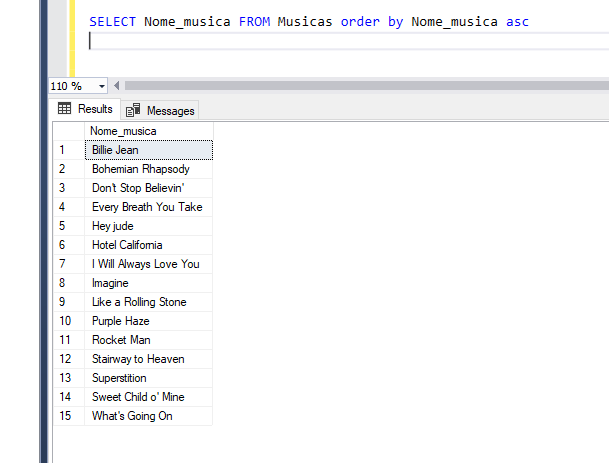 SELECT Nome_musica FROM Musicas order by Nome_musica asc
110 %
Results Messages
Nome_musica
1 Billie Jean
2 Bohemian Rhapsody
3 Don't Stop Believin'
4 Every Breath You Take
5 Hey jude
6 Hotel California
7 I Will Always Love You
8 Imagine
9 Like a Rolling Stone
10 Purple Haze
11 Rocket Man
12 Stairway to Heaven
13 Superstition
14 Sweet Child o' Mine
15 What's Going On